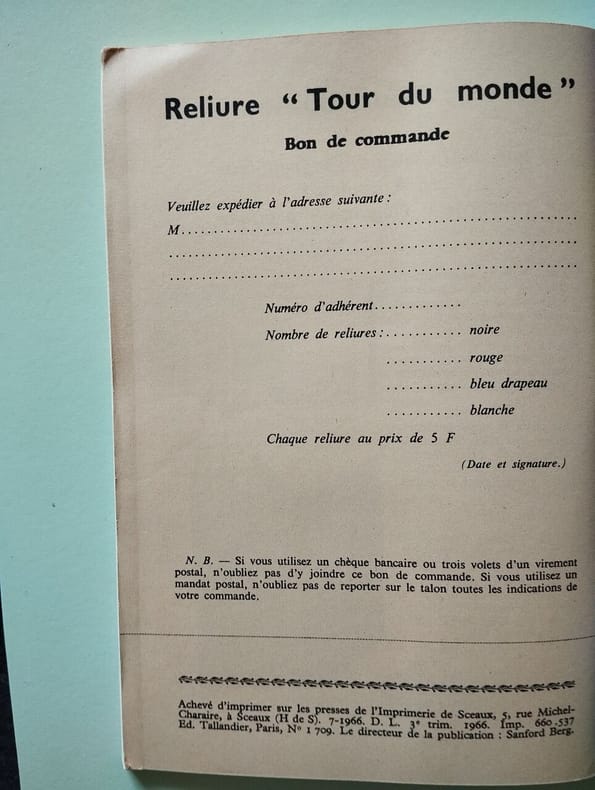 Reliure “ Tour du monde ”
Bon de commande
Veuillez expédier à l'adresse suivante :
M............................................................
............................................................
............................................................
Numéro d'adhérent.............
Nombre de reliures :............ noire
............ rouge
............ bleu drapeau
............ blanche
Chaque reliure au prix de 5 F
(Date et signature.)
N. B. — Si vous utilisez un chèque bancaire ou trois volets d'un virement
postal, n'oubliez pas d'y joindre ce bon de commande. Si vous utilisez un
mandat postal, n'oubliez pas de reporter sur le talon toutes les indications de
votre commande.
Achevé d'imprimer sur les presses de l'Imprimerie de Sceaux, 5, rue Michel-
Charaire, à Sceaux (H de S). 7-1966. D. L. 3e trim. 1966. Imp. 660.537
Ed. Tallandier, Paris, No 1 709. Le directeur de la publication : Sanford Berg.